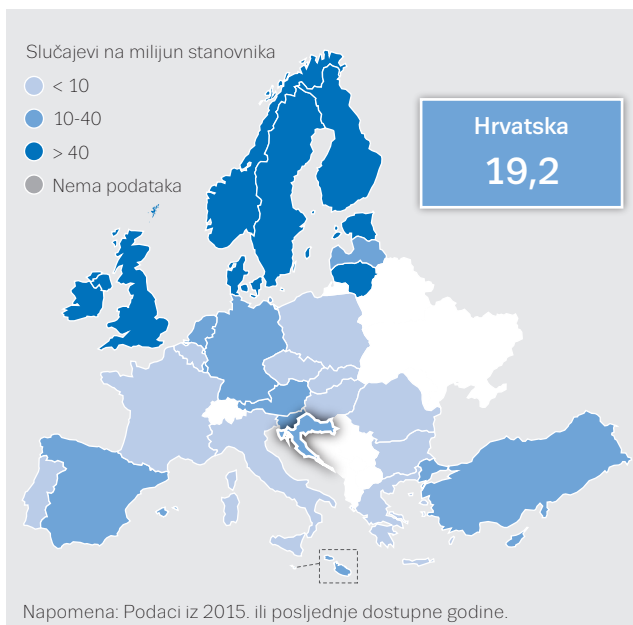 Slučajevi na milijun stanovnika
< 10
10-40
> 40
Nema podataka
Hrvatska
19,2
Napomena: Podaci iz 2015. ili posljednje dostupne godine.